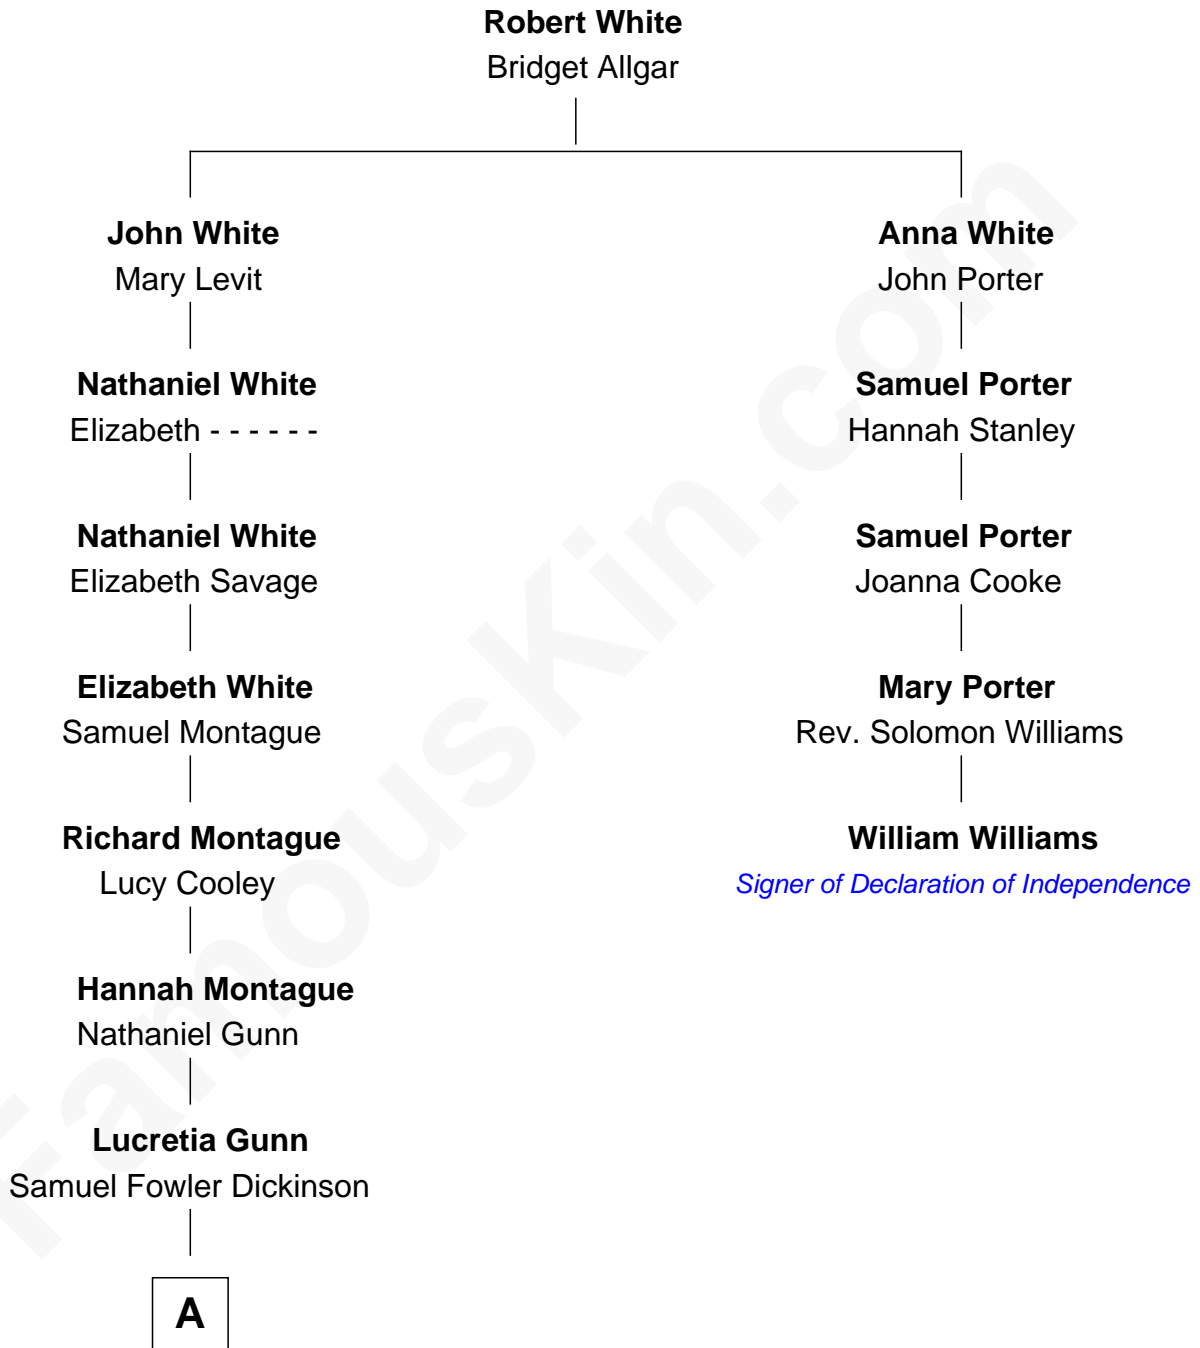 Robert White
Bridget Allgar
John White
Mary Levit
Anna White
John Porter
Nathaniel White
Elizabeth - - - - - -
Samuel Porter
Hannah Stanley
Nathaniel White
Elizabeth Savage
Samuel Porter
Joanna Cooke
Elizabeth White
Samuel Montague
Mary Porter
Rev. Solomon Williams
Richard Montague
Lucy Cooley
William Williams
Signer of Declaration of Independence
Hannah Montague
Nathaniel Gunn
Lucretia Gunn
Samuel Fowler Dickinson
A
FamousKin.com